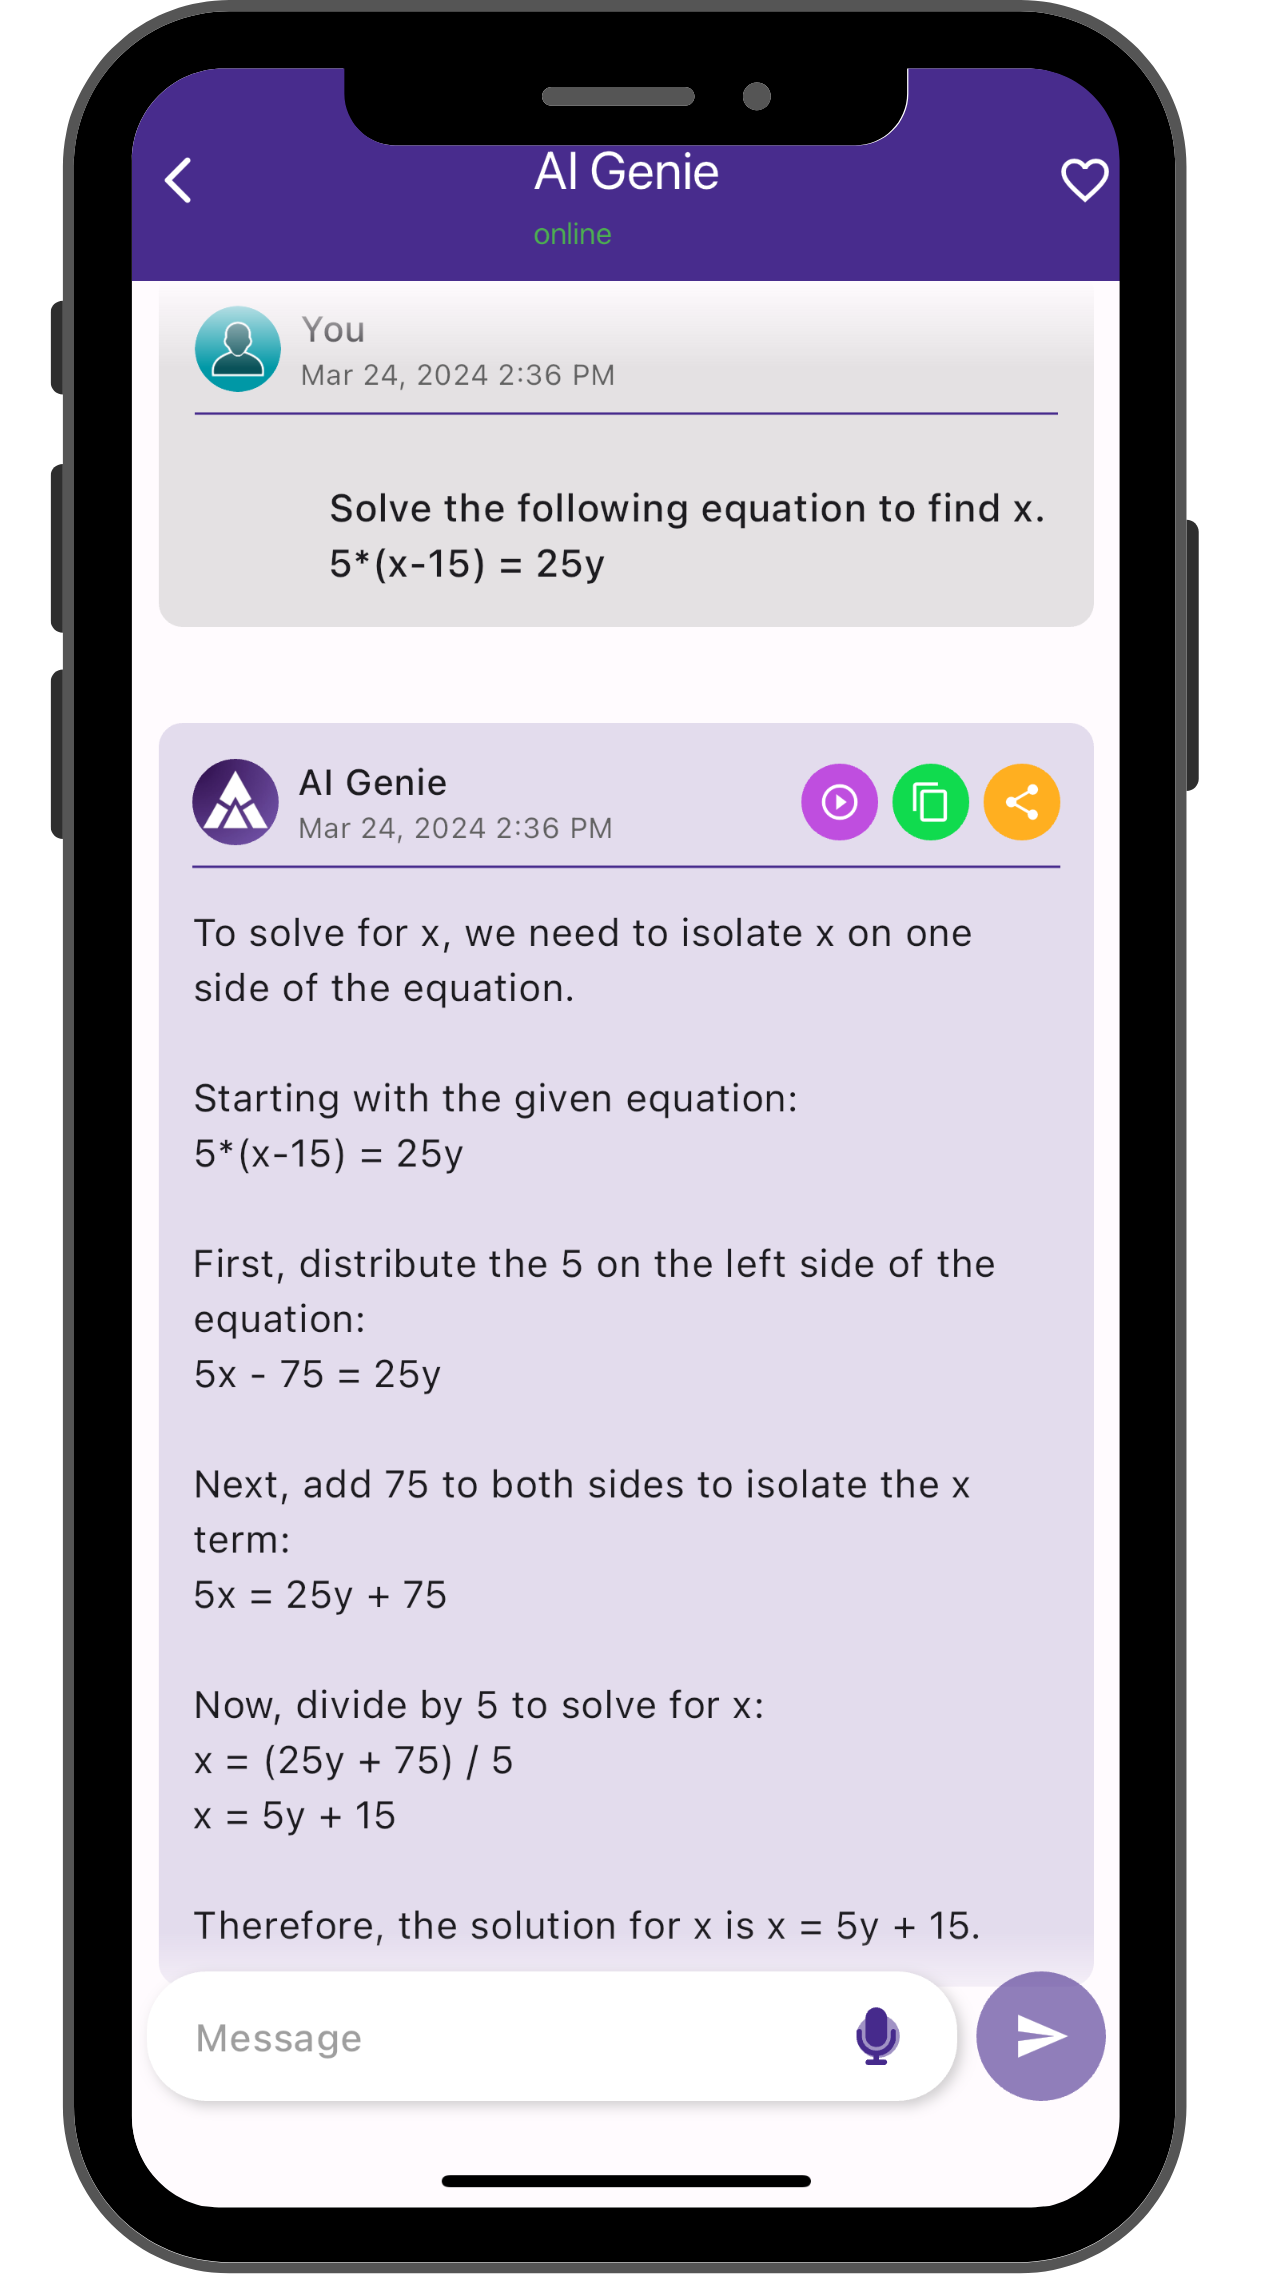 AI Genie
online
You
Mar 24, 2024 2:36 PM
Solve the following equation to find x.
5*(x-15) = 25y
AI Genie
Mar 24, 2024 2:36 PM
To solve for x, we need to isolate x on one
side of the equation.
Starting with the given equation:
5*(x-15) = 25y
First, distribute the 5 on the left side of the
equation:
5x - 75 = 25y
Next, add 75 to both sides to isolate the x
term:
5x = 25y + 75
Now, divide by 5 to solve for x:
x = (25y + 75) / 5
x = 5y + 15
Therefore, the solution for x is x = 5y + 15.
Message